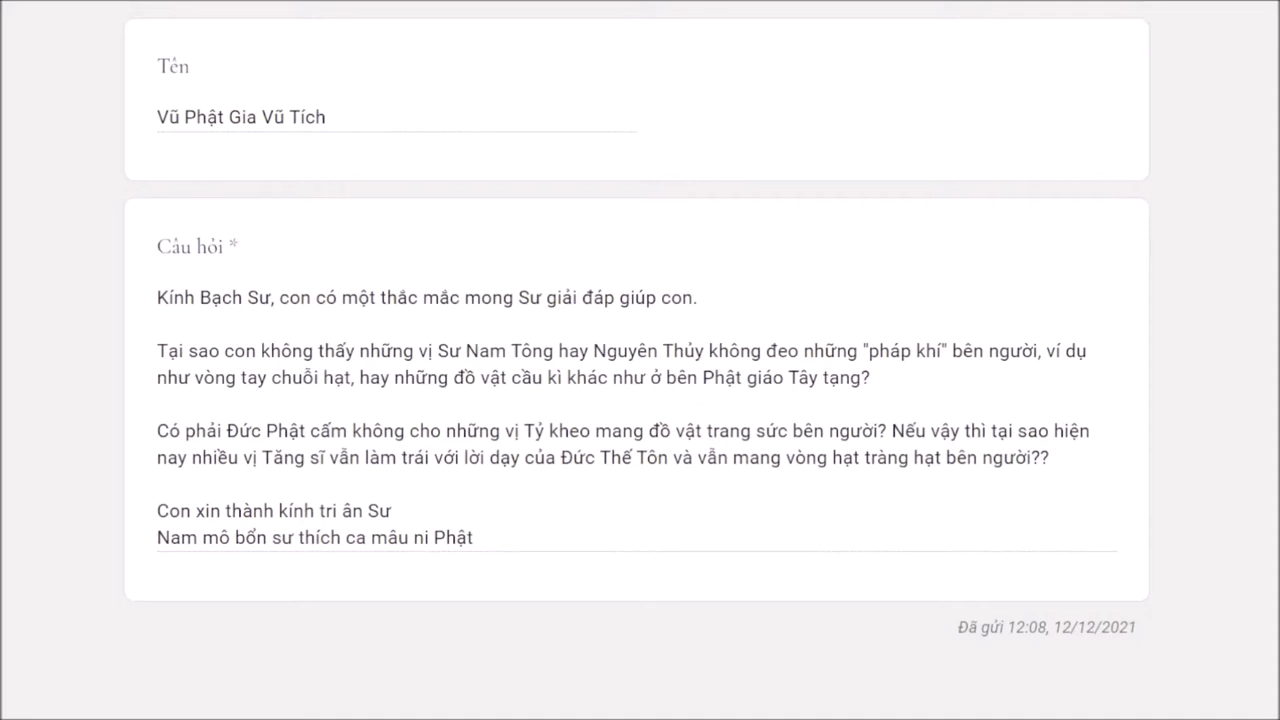 Tên
Vũ Phật Gia Vũ Tích
Câu hỏi *
Kính Bạch Sư, con có một thắc mắc mong Sư giải đáp giúp con.
Tại sao con không thấy những vị Sư Nam Tông hay Nguyên Thủy không đeo những "pháp khí" bên người, ví dụ
như vòng tay chuỗi hạt, hay những đồ vật cầu kì khác như ở bên Phật giáo Tây tạng?
Có phải Đức Phật cấm không cho những vị Tỷ kheo mang đồ vật trang sức bên người? Nếu vậy thì tại sao hiện
nay nhiều vị Tăng sĩ vẫn làm trái với lời dạy của Đức Thế Tôn và vẫn mang vòng hạt tràng hạt bên người??
Con xin thành kính tri ân Sư
Nam mô bổn sư thích ca mâu ni Phật
Đã gửi 12:08, 12/12/2021